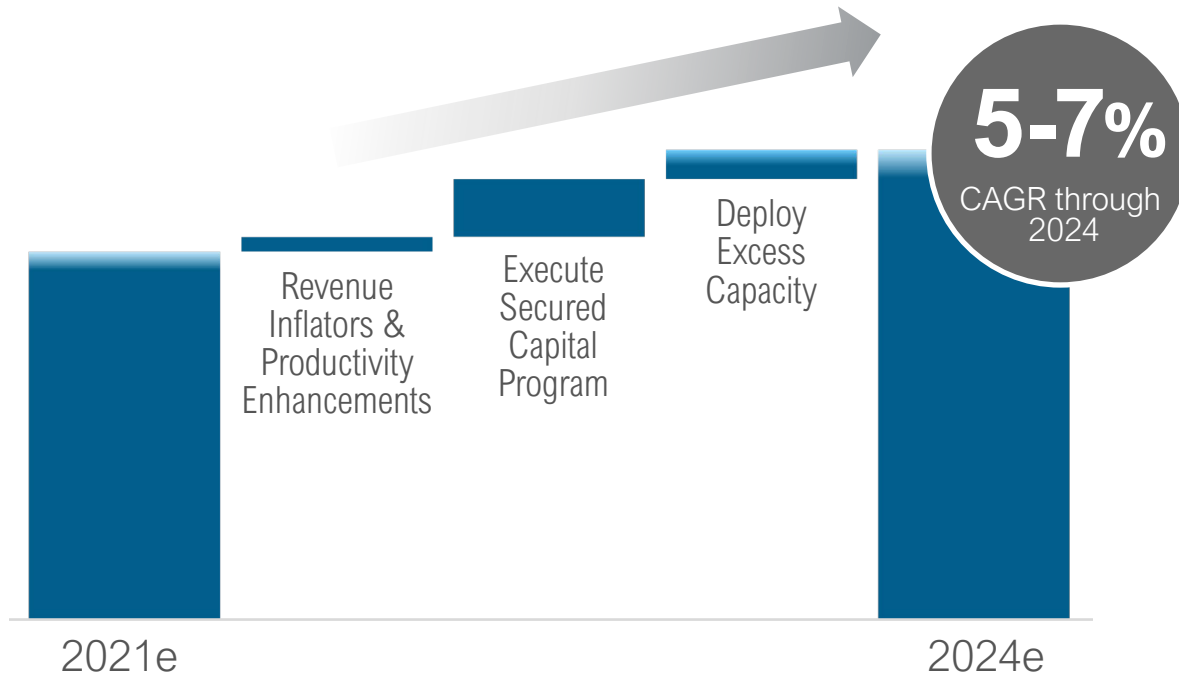 5-7%
CAGR through
2024
Revenue
Inflators &
Productivity
Enhancements
Execute
Secured
Capital
Program
Deploy
Excess
Capacity
2021e
2024e